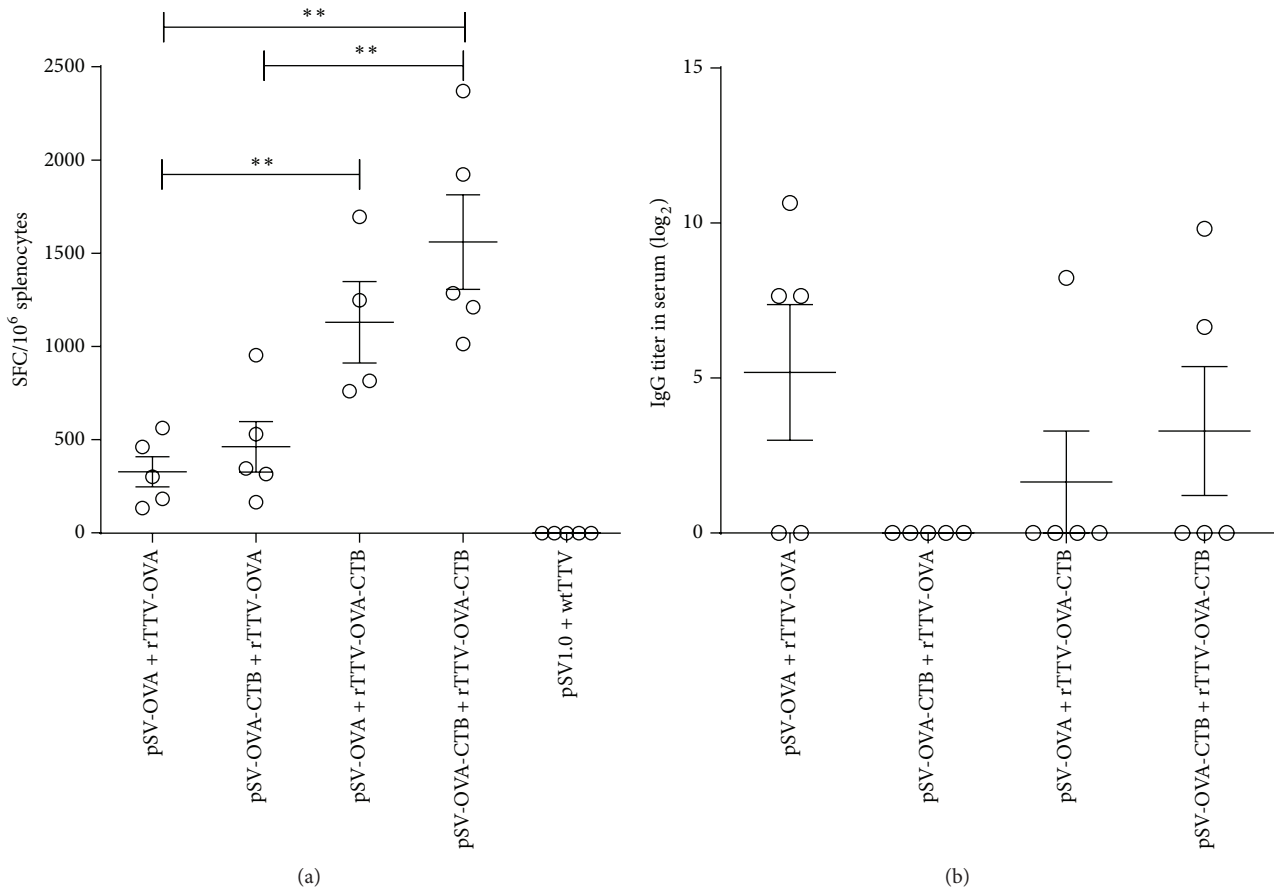 **
**
**
2500
2000
1500
1000
500
0
SFC/10⁶ splenocytes
pSV-OVA + rTTV-OVA
pSV-OVA-CTB + rTTV-OVA
pSV-OVA + rTTV-OVA-CTB
pSV-OVA-CTB + rTTV-OVA-CTB
pSV1.0 + wtTTV
(a)
15
10
5
0
IgG titer in serum (log₂)
pSV-OVA + rTTV-OVA
pSV-OVA-CTB + rTTV-OVA
pSV-OVA + rTTV-OVA-CTB
pSV-OVA-CTB + rTTV-OVA-CTB
(b)